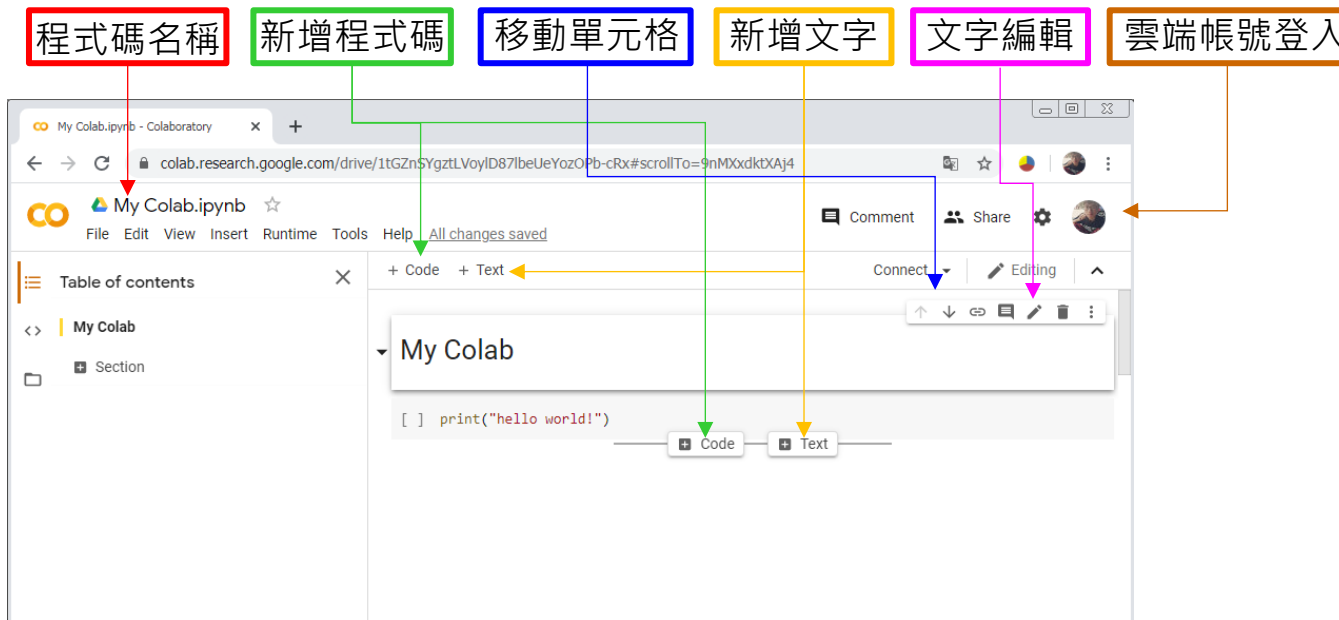 程式碼名稱 新增程式碼 移動單元格 新增文字 文字編輯 雲端帳號登入
My Colab.ipynb - Colaboratory
colab.research.google.com/drive/1tGZnSYgztLVoylD87lbeUeYozOPb-cRx#scrollTo=9nMXxdktXAj4
My Colab.ipynb
Comment Share
File Edit View Insert Runtime Tools Help All changes saved
+ Code + Text Connect Editing
Table of contents
My Colab
Section
My Colab
[ ] print("hello world!")
Code Text